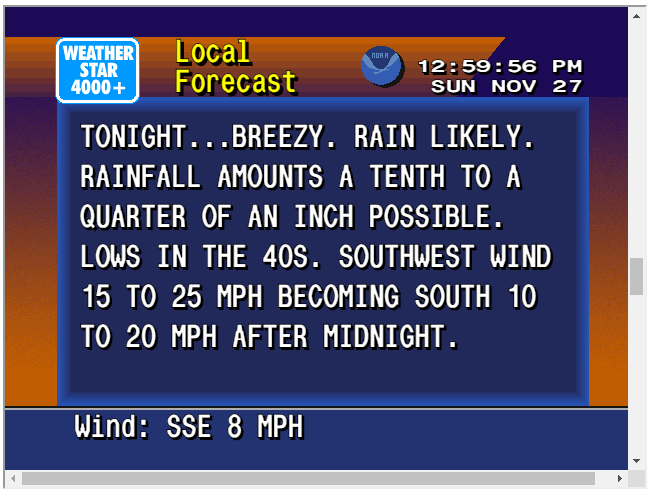 WEATHER
STAR
4000+
Local
Forecast
NOAA
12:59:56 PM
SUN NOV 27
TONIGHT...BREEZY. RAIN LIKELY.
RAINFALL AMOUNTS A TENTH TO A
QUARTER OF AN INCH POSSIBLE.
LOWS IN THE 40S. SOUTHWEST WIND
15 TO 25 MPH BECOMING SOUTH 10
TO 20 MPH AFTER MIDNIGHT.
Wind: SSE 8 MPH